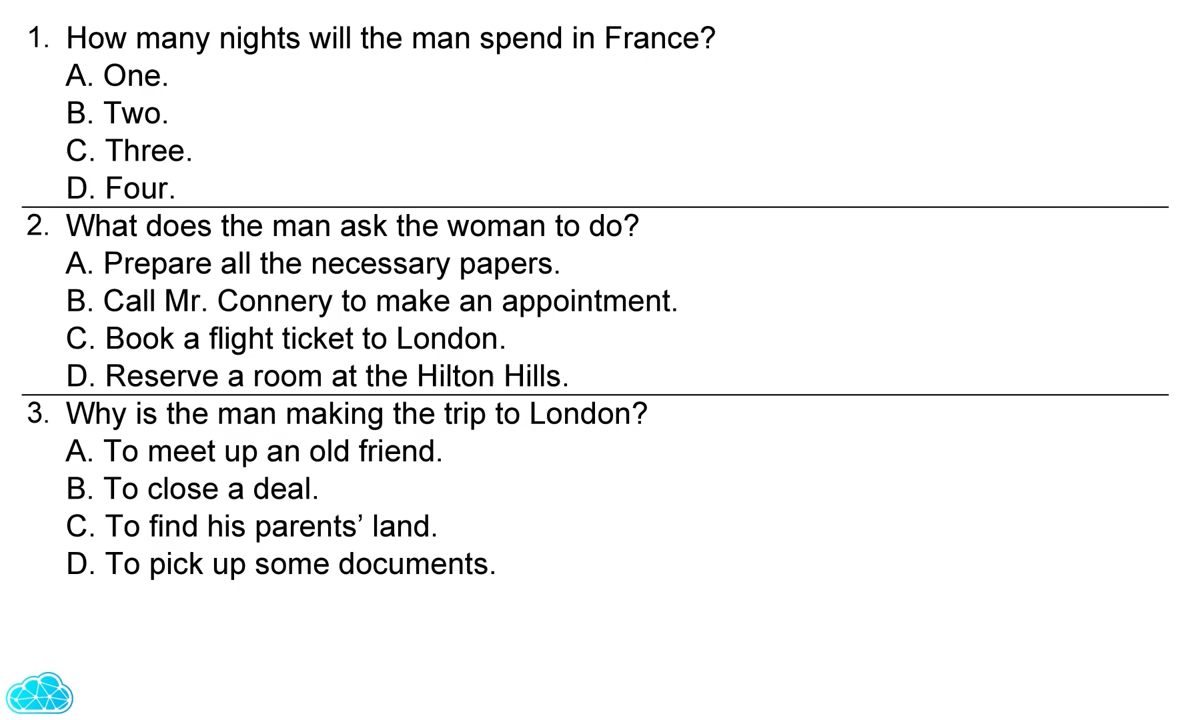 1. How many nights will the man spend in France?
A. One.
B. Two.
C. Three.
D. Four.
2. What does the man ask the woman to do?
A. Prepare all the necessary papers.
B. Call Mr. Connery to make an appointment.
C. Book a flight ticket to London.
D. Reserve a room at the Hilton Hills.
3. Why is the man making the trip to London?
A. To meet up an old friend.
B. To close a deal.
C. To find his parents’ land.
D. To pick up some documents.